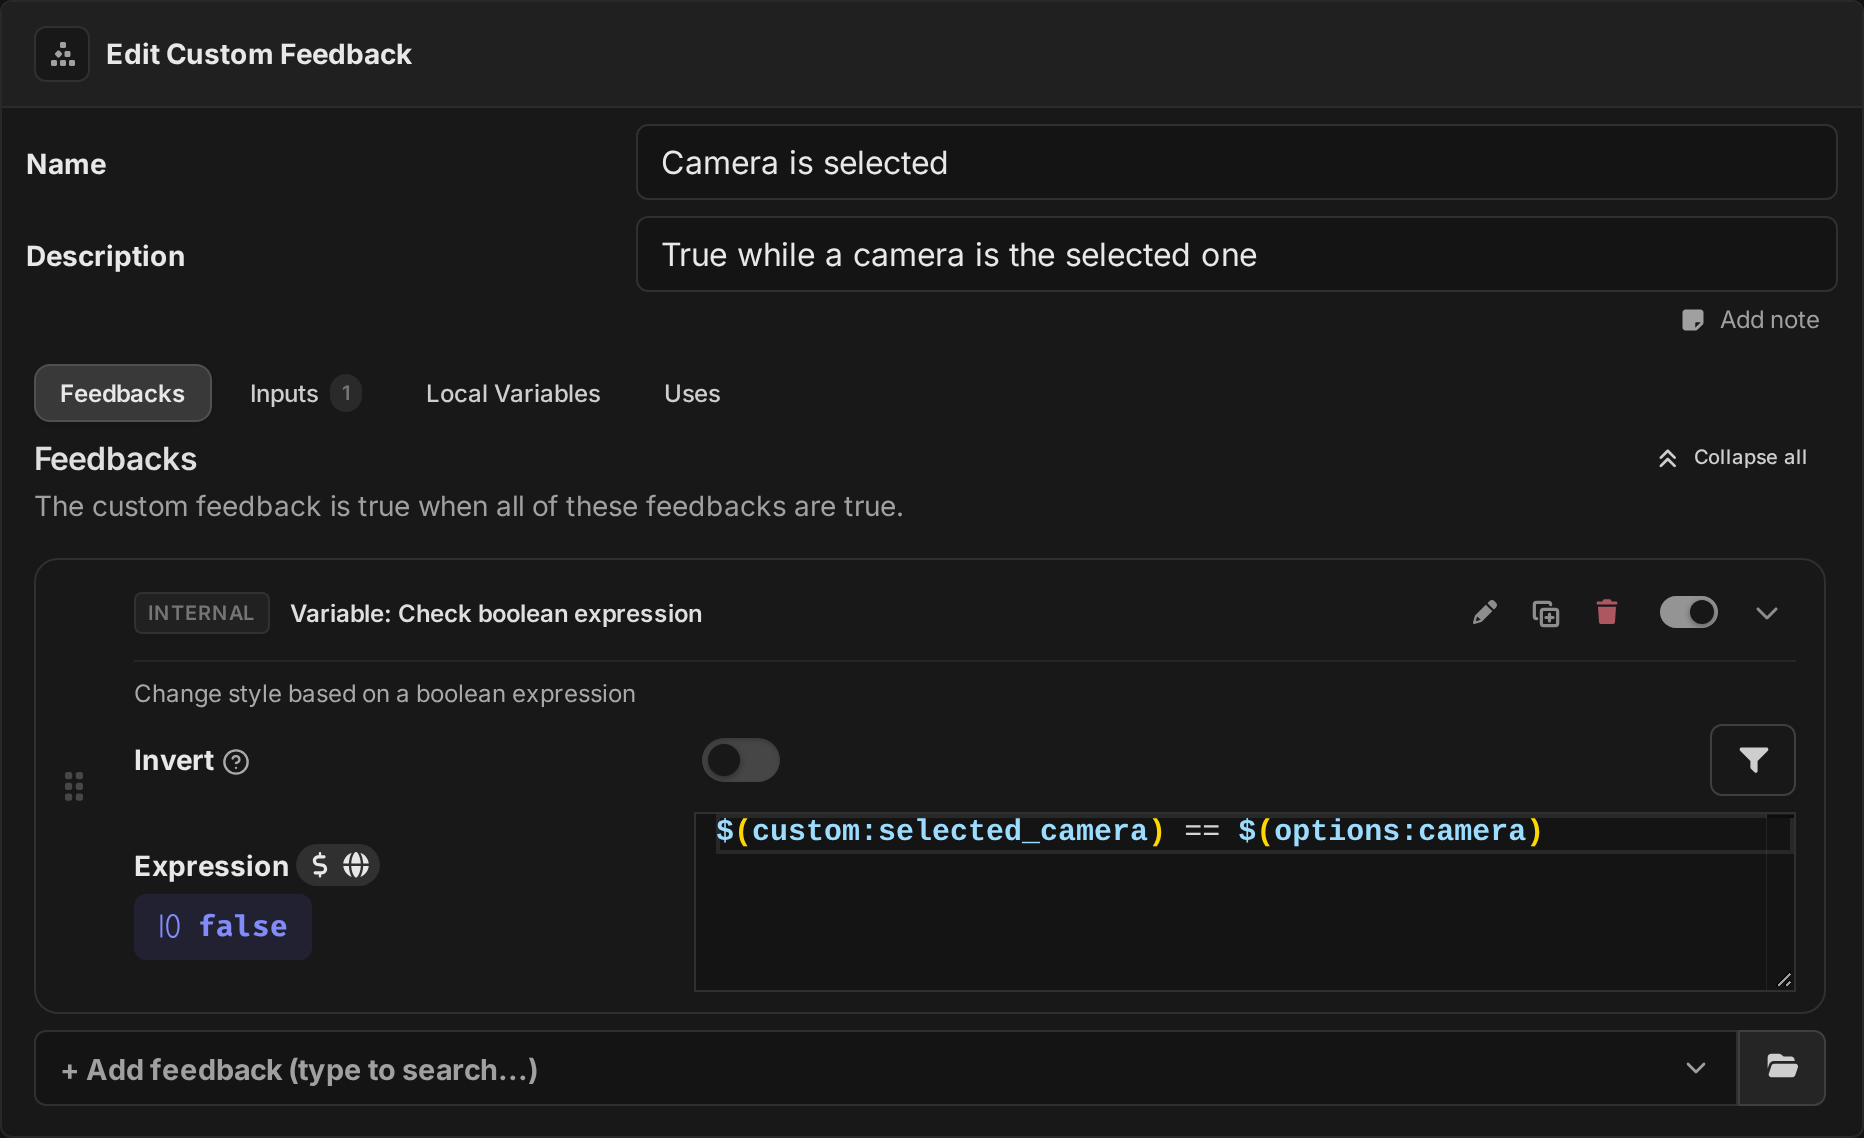 Edit Custom Feedback
Name
Camera is selected
Description
True while a camera is the selected one
Add note
Feedbacks
Inputs 1
Local Variables
Uses
Feedbacks
Collapse all
The custom feedback is true when all of these feedbacks are true.
INTERNAL Variable: Check boolean expression
Change style based on a boolean expression
Invert
$(custom:selected_camera) == $(options:camera)
Expression $
false
+ Add feedback (type to search...)